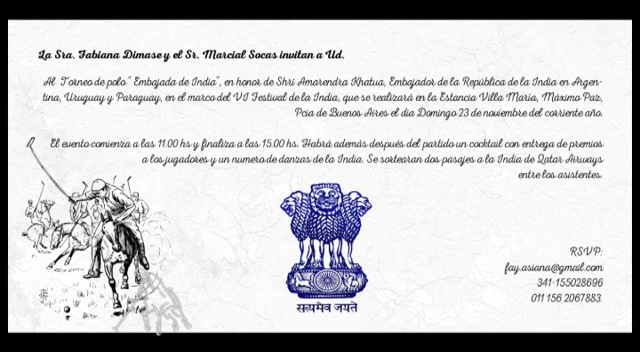 La Sra. Fabiana Dimase y el Sr. Marcial Socas invitan a Ud.
Al Torneo de polo " Embajada de India", en honor de Shri Amarendra Khatua, Embajador de la República de la India en Argen-
tina, Uruguay y Paraguay, en el marco del VI Festival de la India, que se realizará en la Estancia Villa Maria, Máximo Paz,
Pcia de Buenos Aires el dia Domingo 23 de noviembre del corriente año.
El evento comienza a las 11.00 hs y finaliza a las 15.00 hs. Habrá además después del partido un cocktail con entrega de premios
a los jugadores y un numero de danzas de la India. Se sortearan dos pasajes a la India de Qatar Airways
entre los asistentes.
सत्यमेव जयते
RSVP:
fay.asiana@gmail.com
341-155028696
011 156 2067883.